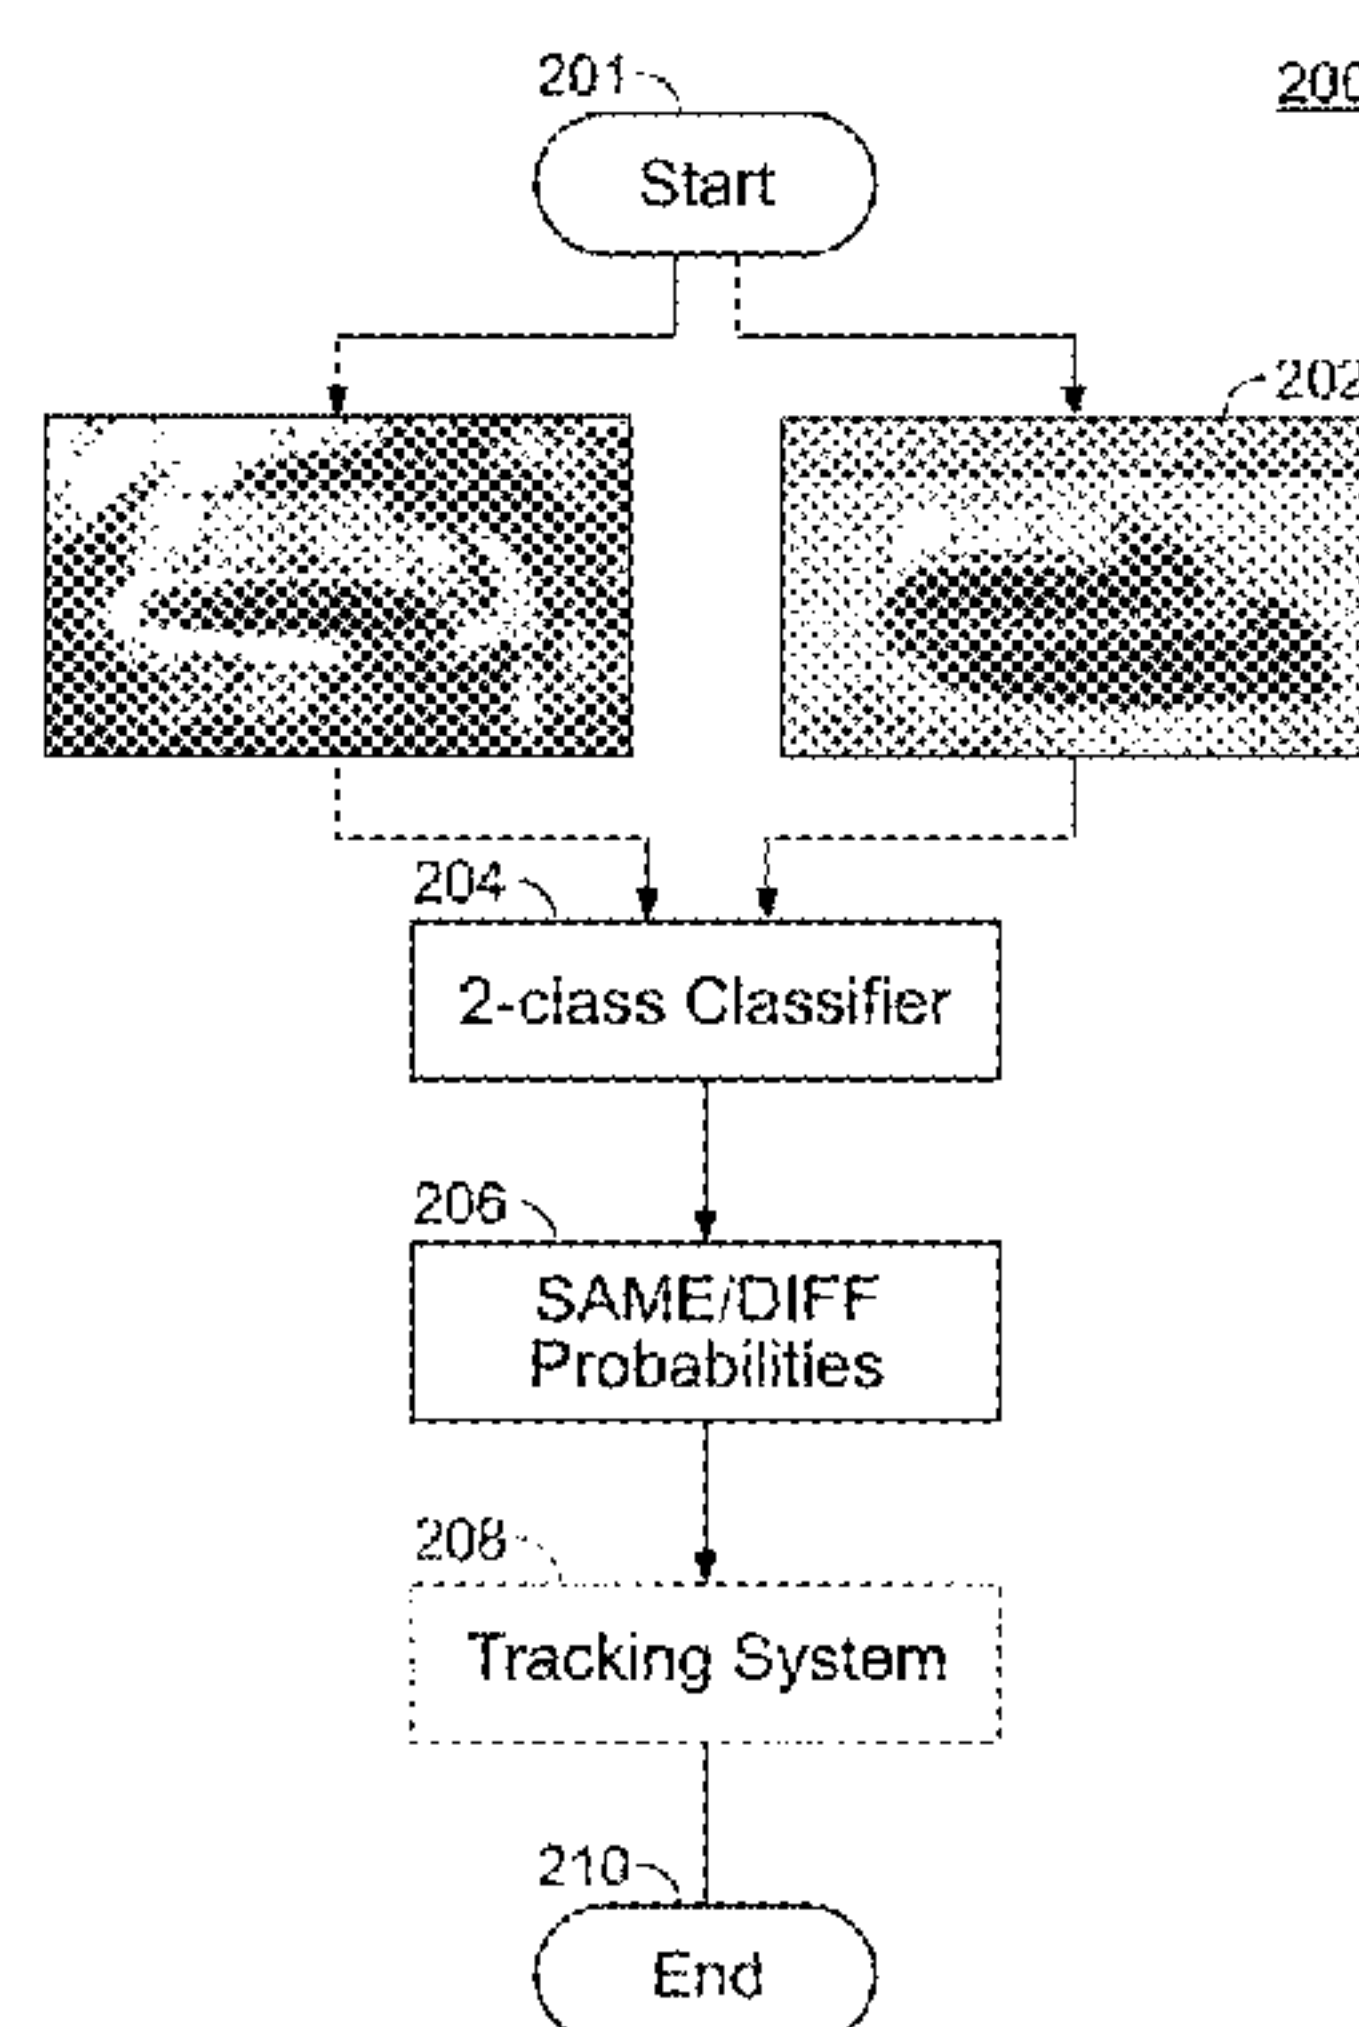 201
200
Start
202
204
2-class Classifier
206
SAME/DIFF
Probabilities
208
Tracking System
210
End